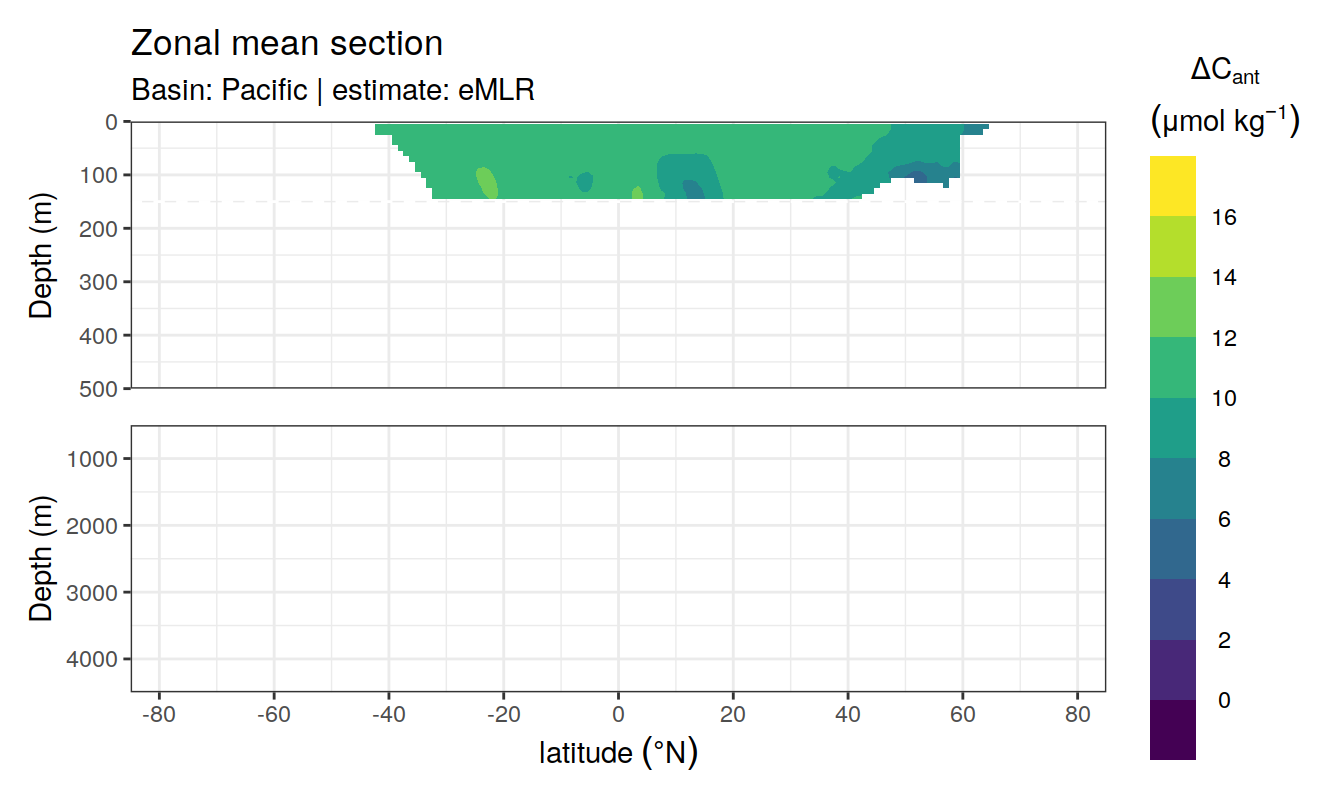 Zonal mean section
Basin: Pacific | estimate: eMLR
ΔCant
(μmol kg⁻¹)
0
100
200
300
400
500
Depth (m)
1000
2000
3000
4000
Depth (m)
-80 -60 -40 -20 0 20 40 60 80
latitude (°N)
16
14
12
10
8
6
4
2
0